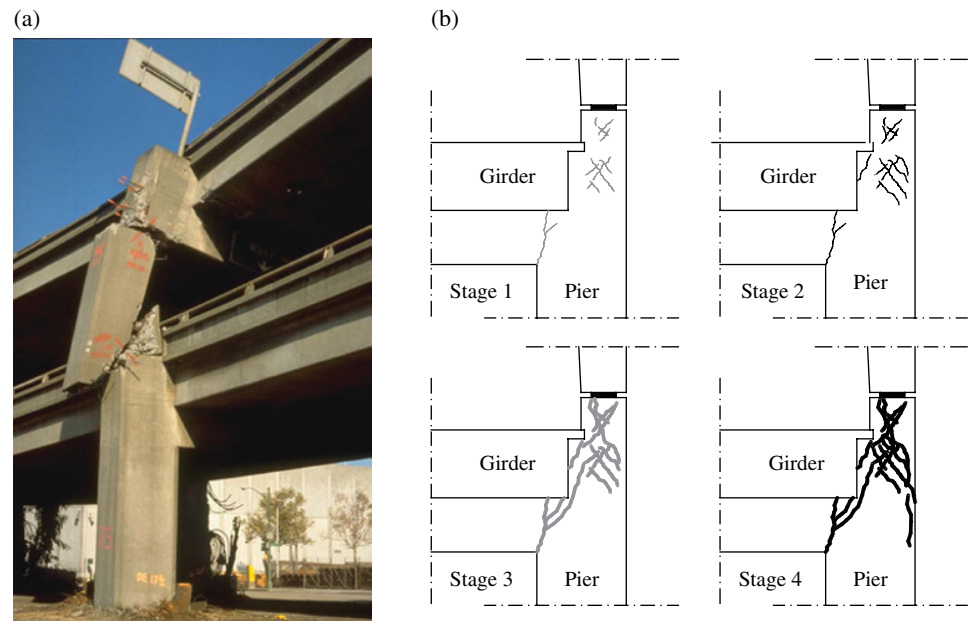 (a)
(b)
Girder
Stage 1
Pier
Girder
Stage 2
Pier
Girder
Stage 3
Pier
Girder
Stage 4
Pier